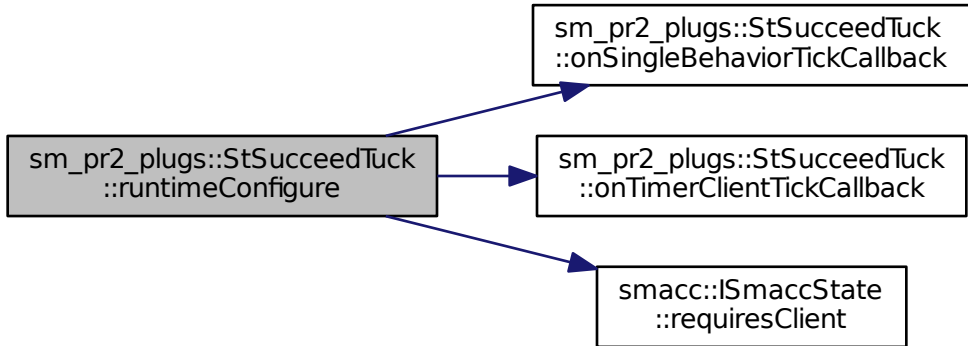 sm_pr2_plugs::StSucceedTuck
::onSingleBehaviorTickCallback
sm_pr2_plugs::StSucceedTuck
::runtimeConfigure
sm_pr2_plugs::StSucceedTuck
::onTimerClientTickCallback
smacc::ISmaccState
::requiresClient